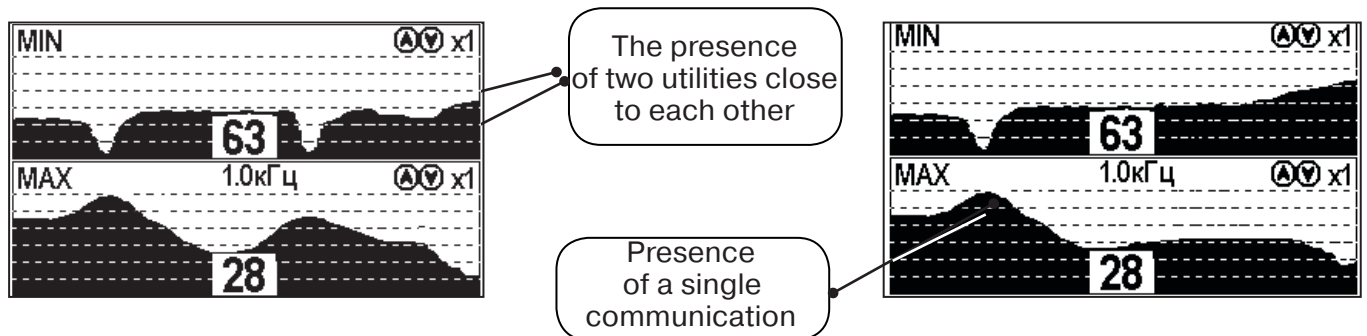 MIN x1
63
MAX 1.0кГц x1
28
The presence
of two utilities close
to each other
Presence
of a single
communication
MIN x1
63
MAX 1.0кГц x1
28